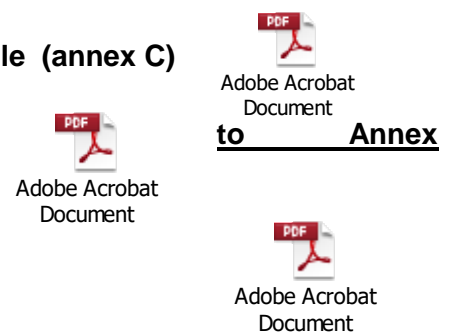 PDF
le (annex C)
Adobe Acrobat
Document
to Annex
PDF
Adobe Acrobat
Document
PDF
Adobe Acrobat
Document